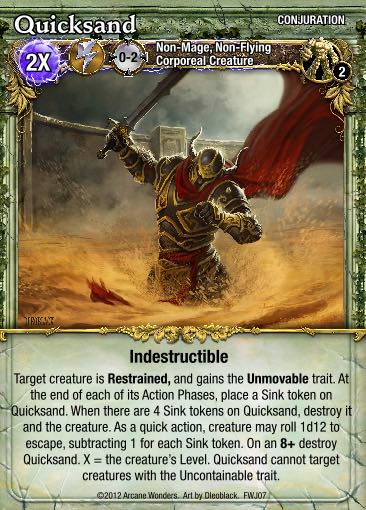 Quicksand
CONJURATION
2X
0-2
Non-Mage, Non-Flying
Corporeal Creature
2
Indestructible
Target creature is Restrained, and gains the Unmovable trait. At
the end of each of its Action Phases, place a Sink token on
Quicksand. When there are 4 Sink tokens on Quicksand, destroy it
and the creature. As a quick action, creature may roll 1d12 to
escape, subtracting 1 for each Sink token. On an 8+ destroy
Quicksand. X = the creature's Level. Quicksand cannot target
creatures with the Uncontainable trait.
©2012 Arcane Wonders. Art by Dleoblack. FWJ07